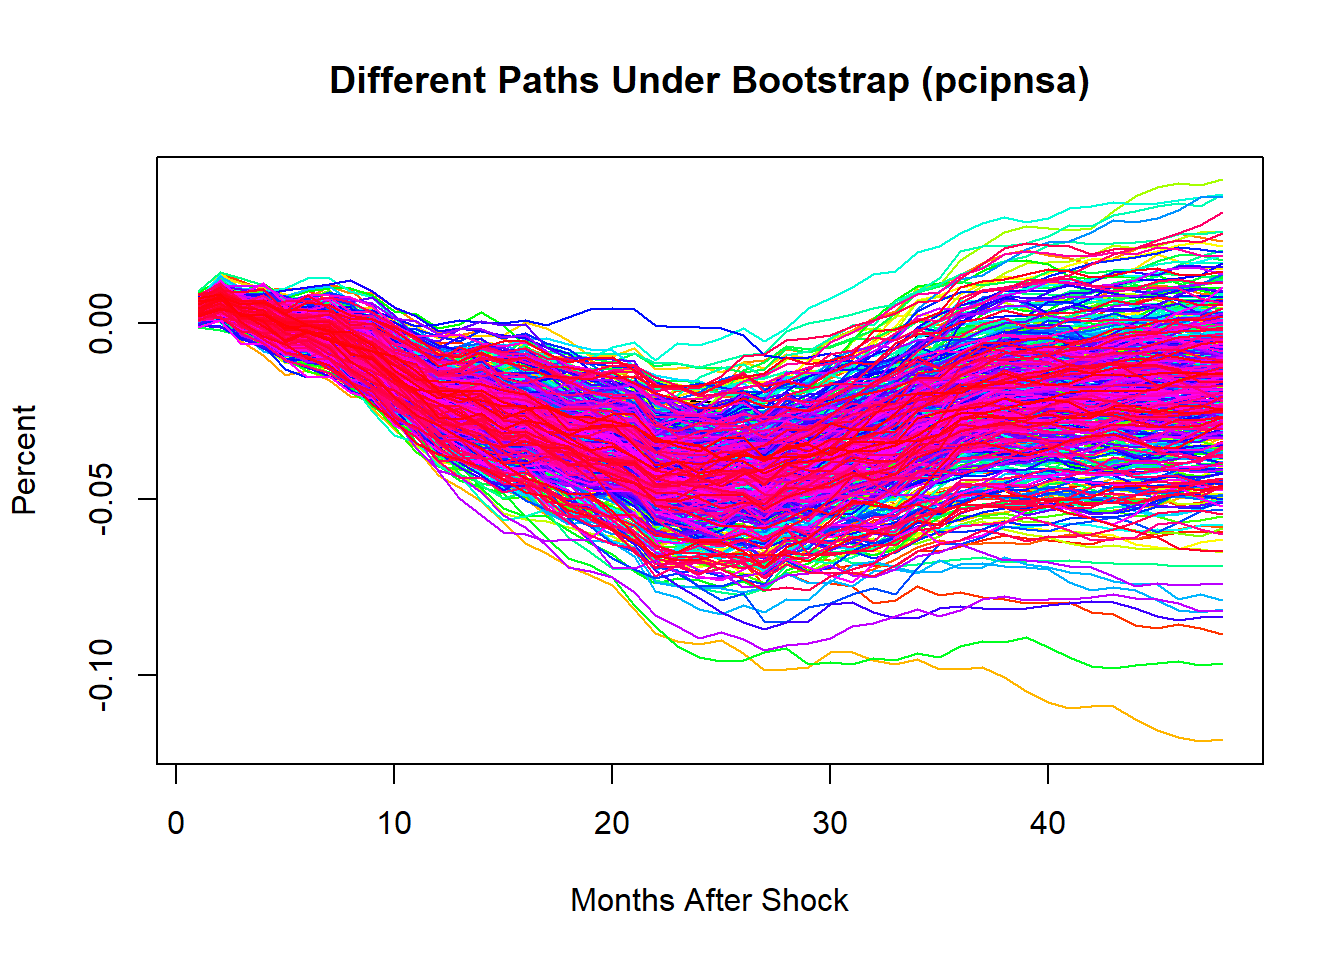 Different Paths Under Bootstrap (pcipnsa)
Percent
0.00
-0.05
-0.10
0 10 20 30 40
Months After Shock